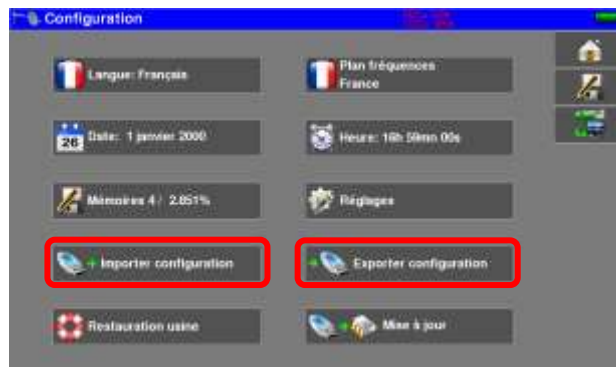 Configuration
Langue: Français
Plan fréquences
France
26
Date: 1 janvier 2000
Heure: 16h 59mn 00s
Mémoires 4 / 2.051%
Réglages
Importer configuration
Exporter configuration
Restauration usine
Mise à jour